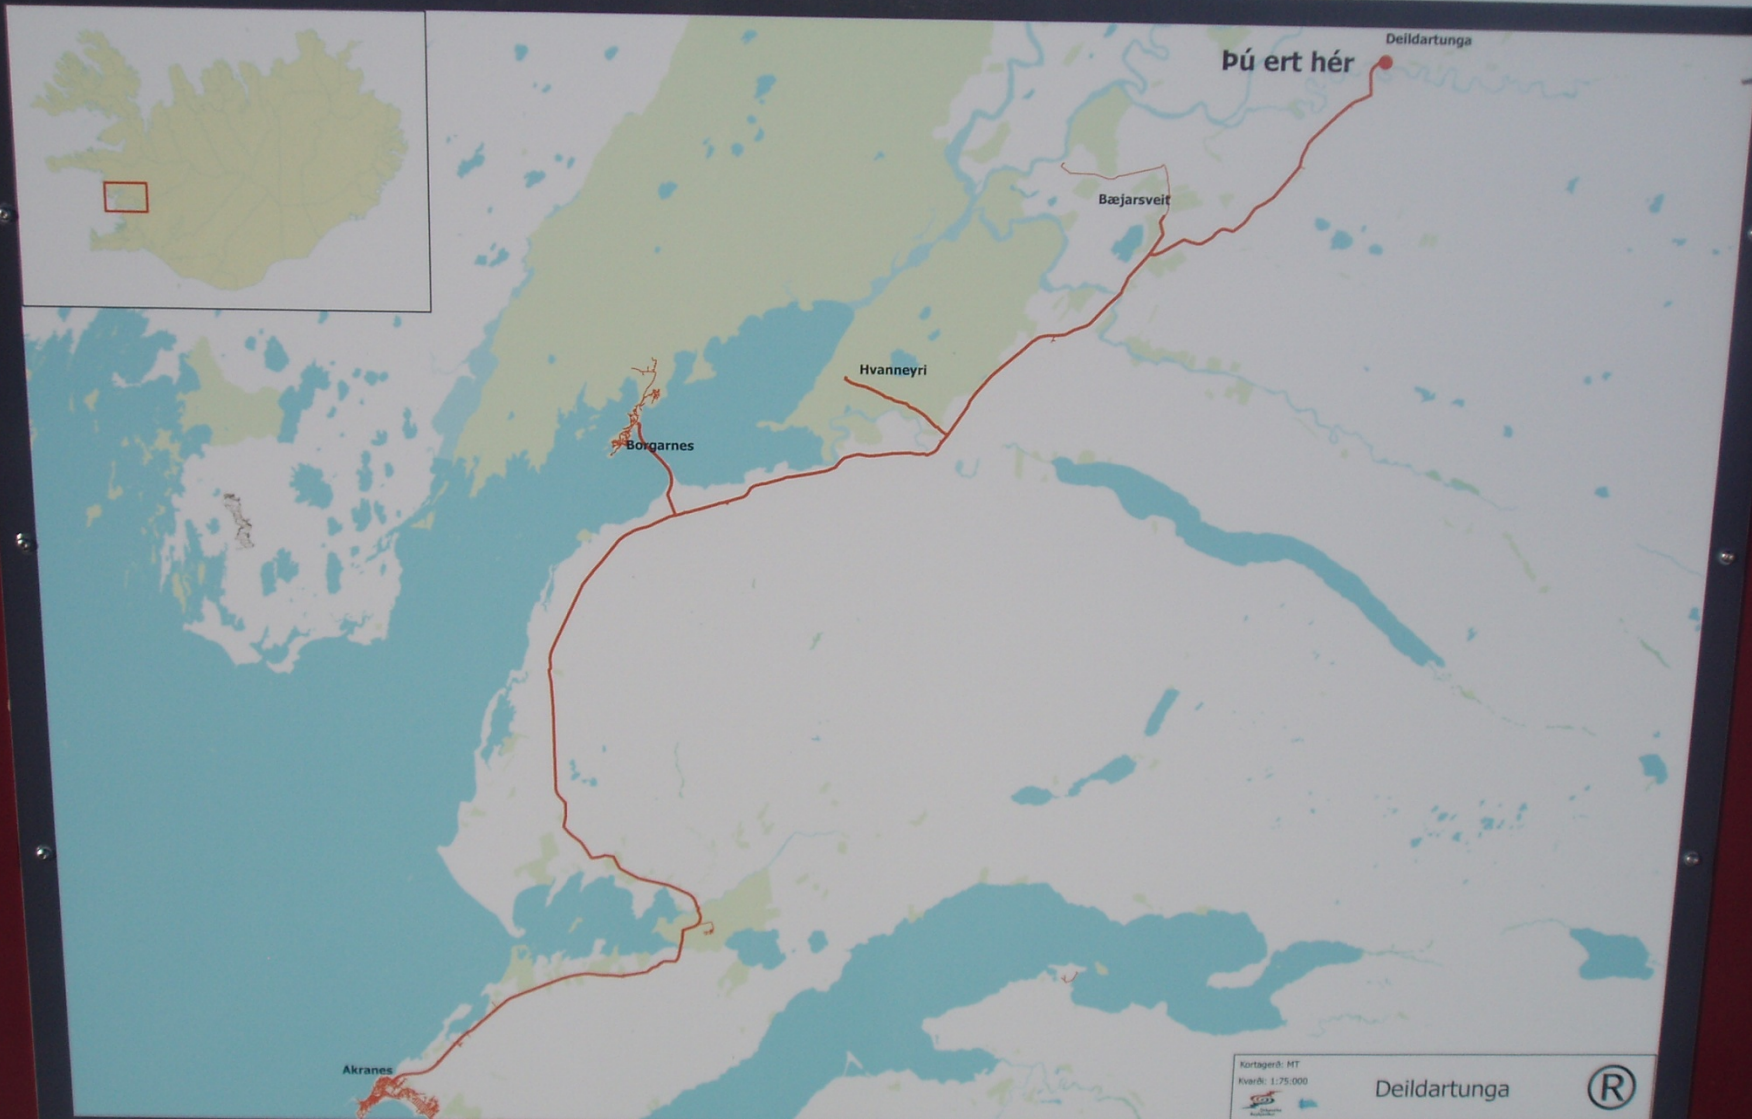 Deildartunga
Þú ert hér
Bæjarsveit
Hvanneyri
Borgarnes
Akranes
Kortagerð: MT
Kvarði: 1:75.000
Deildartunga
R